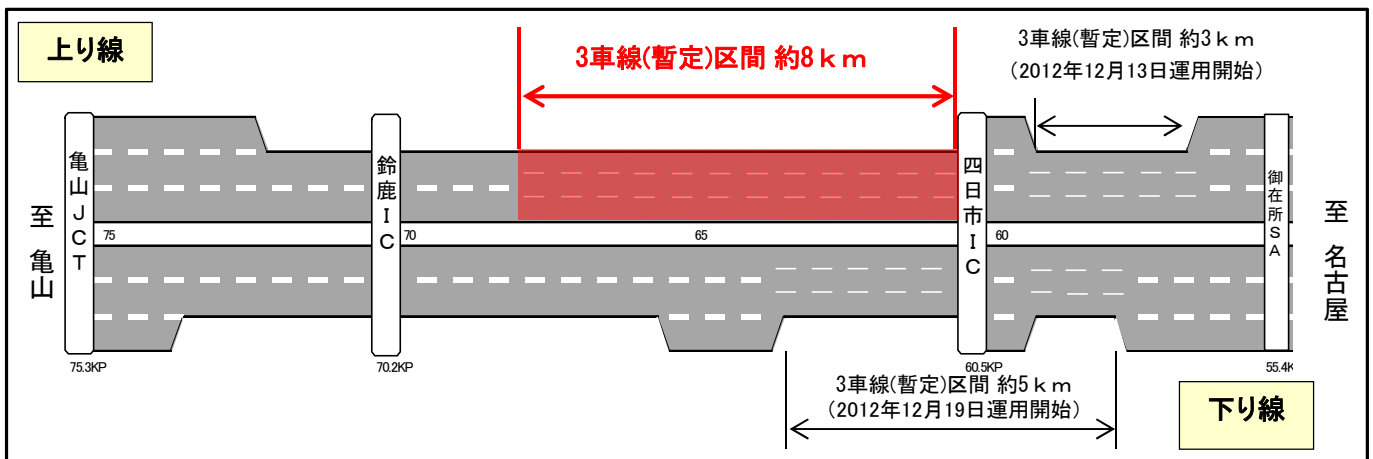 上り線
3車線(暫定)区間 約8km
3車線(暫定)区間 約3km
(2012年12月13日運用開始)
至 亀山
亀山JCT
鈴鹿IC
四日市IC
御在所SA
至 名古屋
75
70
65
60
75.3KP
70.2KP
60.5KP
55.4K
3車線(暫定)区間 約5km
(2012年12月19日運用開始)
下り線